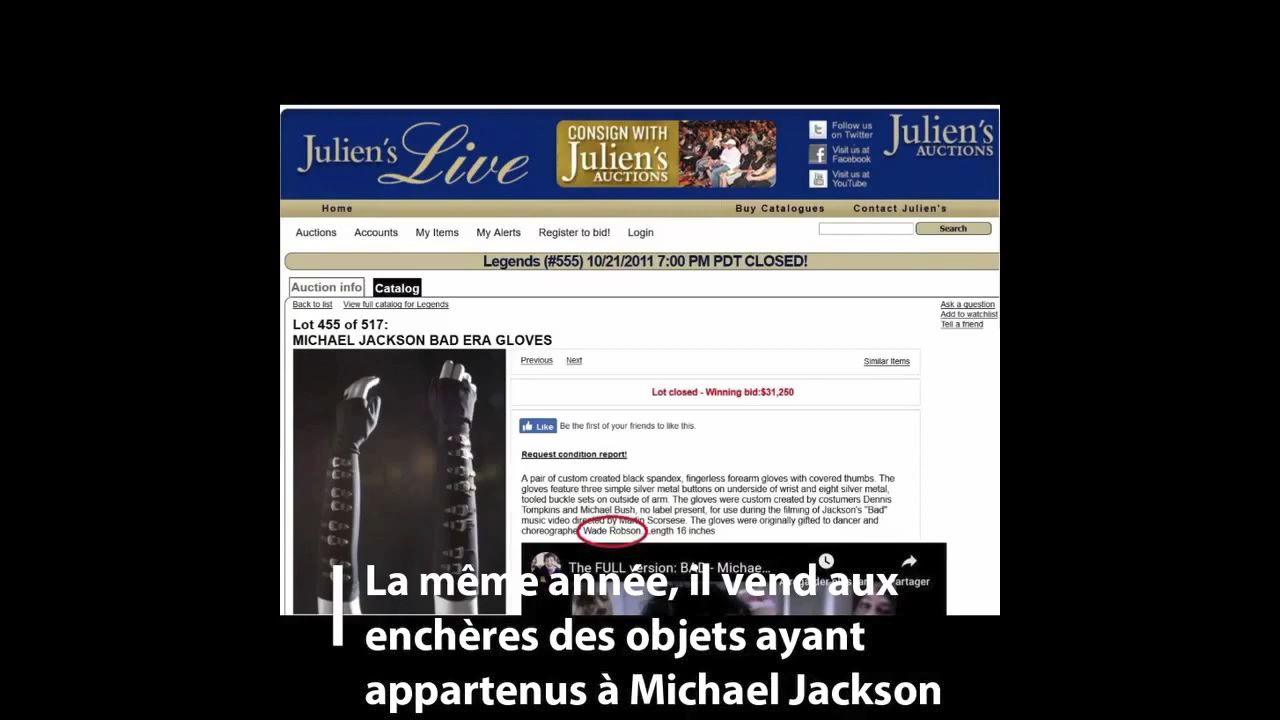 Julien's Live
CONSIGN WITH
Julien's
AUCTIONS
Follow us
on Twitter
Visit us at
Facebook
Visit us at
YouTube
Julien's
AUCTIONS
Home
Buy Catalogues
Contact Julien's
Auctions
Accounts
My Items
My Alerts
Register to bid!
Login
Search
Legends (#555) 10/21/2011 7:00 PM PDT CLOSED!
Auction info
Catalog
Back to list
View full catalog for Legends
Ask a question
Add to watchlist
Tell a friend
Lot 455 of 517:
MICHAEL JACKSON BAD ERA GLOVES
Previous
Next
Similar Items
Lot closed - Winning bid:$31,250
Like
Be the first of your friends to like this.
Request condition report!
A pair of custom created black spandex, fingerless forearm gloves with covered thumbs. The
gloves feature three simple silver metal buttons on underside of wrist and eight silver metal,
tooled buckle sets on outside of arm. The gloves were custom created by costumers Dennis
Tompkins and Michael Bush, no label present, for use during the filming of Jackson's "Bad"
music video directed by Martin Scorsese. The gloves were originally gifted to dancer and
Wade Robson. Length 16 inches
The FULL version: BAD - Michae...
La même année, il vend aux
enchères des objets ayant
appartenus à Michael Jackson